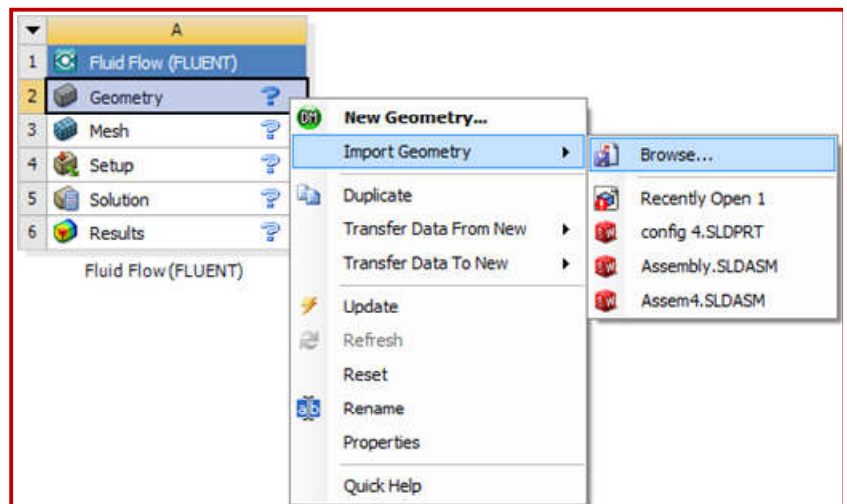 A
1 Fluid Flow (FLUENT)
2 Geometry ?
3 Mesh ?
4 Setup ?
5 Solution ?
6 Results ?
Fluid Flow (FLUENT)
DM New Geometry...
Import Geometry
Duplicate
Transfer Data From New
Transfer Data To New
Update
Refresh
Reset
ab Rename
Properties
Quick Help
Browse...
Recently Open 1
config 4.SLDPRT
Assembly.SLDASM
Assem4.SLDASM